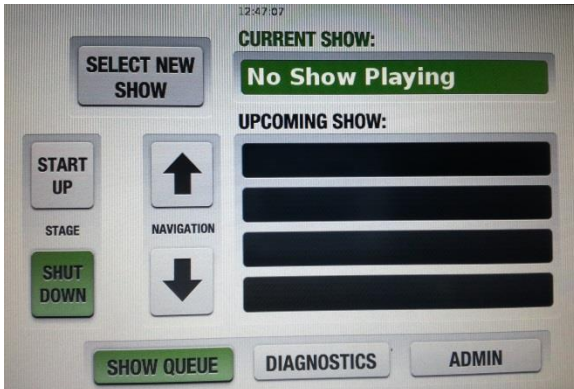 12:47:07
CURRENT SHOW:
SELECT NEW
SHOW
No Show Playing
UPCOMING SHOW:
START
UP
STAGE
NAVIGATION
SHUT
DOWN
SHOW QUEUE
DIAGNOSTICS
ADMIN